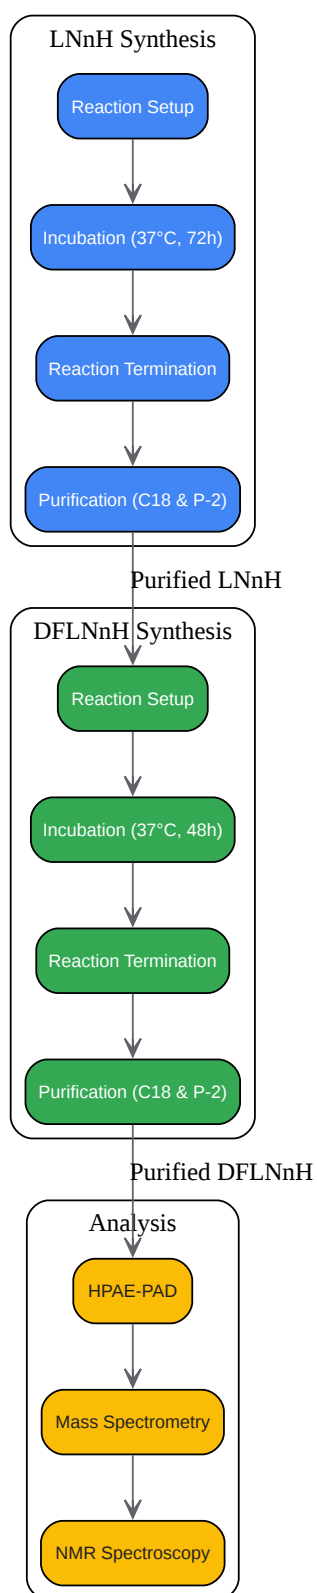 LNnH Synthesis
Reaction Setup
Incubation (37°C, 72h)
Reaction Termination
Purification (C18 & P-2)
Purified LNnH
DFLNnH Synthesis
Reaction Setup
Incubation (37°C, 48h)
Reaction Termination
Purification (C18 & P-2)
Purified DFLNnH
Analysis
HPAE-PAD
Mass Spectrometry
NMR Spectroscopy